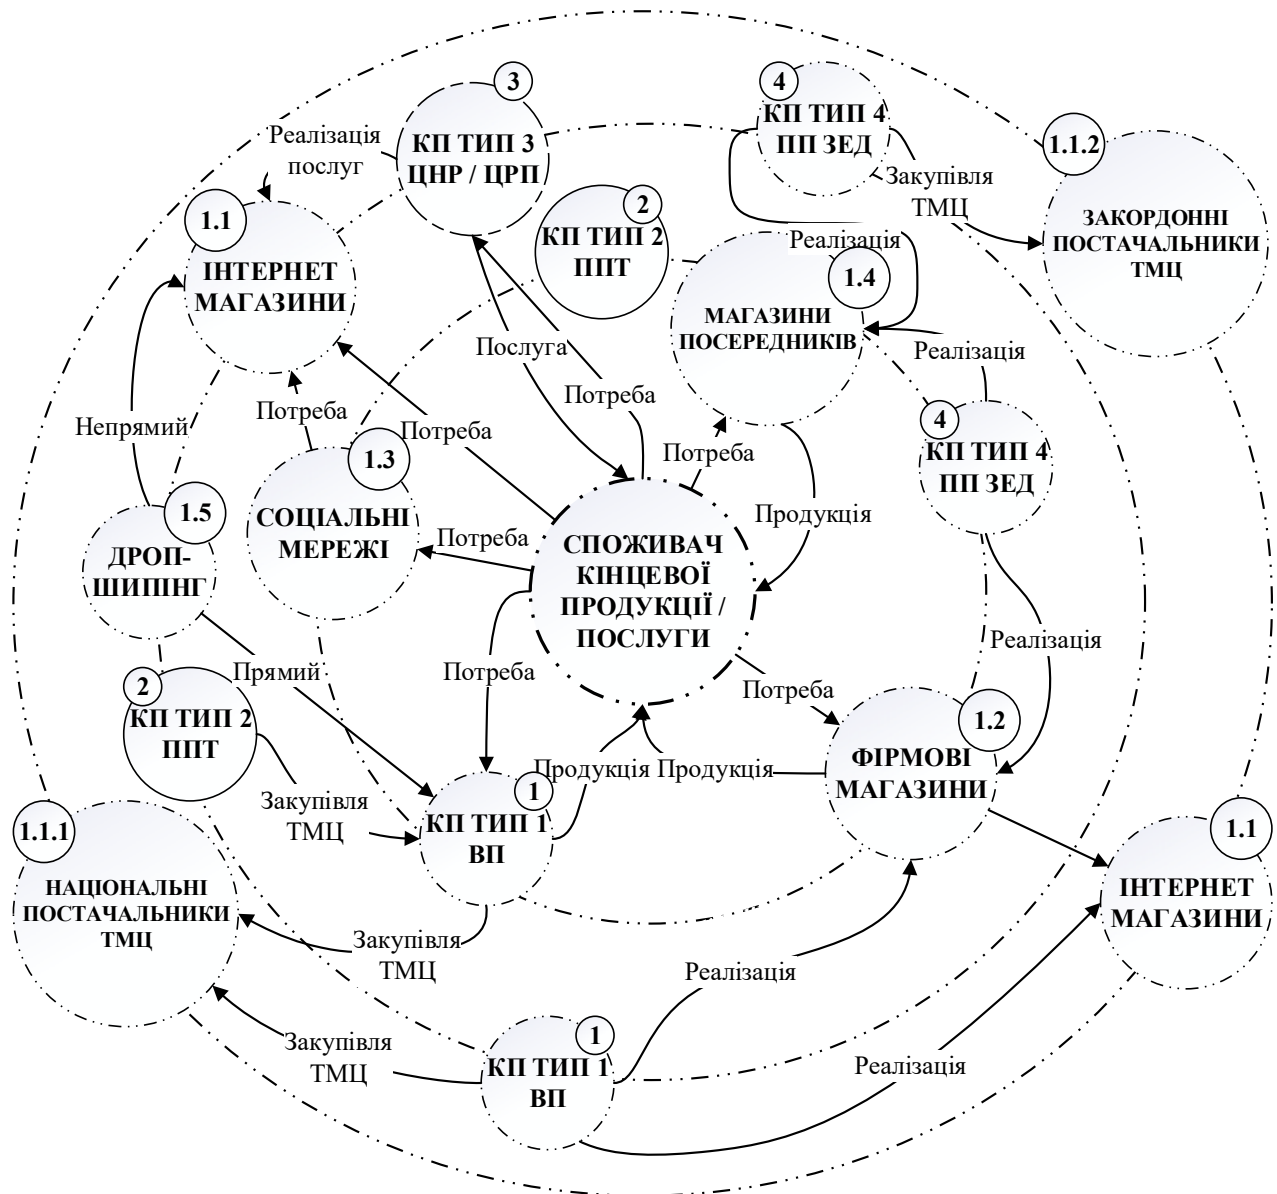 3
КП ТИП 3
ЦНР / ЦРП
4
КП ТИП 4
ПП ЗЕД
1.1.2
ЗАКОРДОННІ
ПОСТАЧАЛЬНИКИ
ТМЦ
Реалізація
послуг
Закупівля
ТМЦ
1.1
ІНТЕРНЕТ
МАГАЗИНИ
2
КП ТИП 2
ППТ
Реалізація
1.4
МАГАЗИНИ
ПОСЕРЕДНИКІВ
Послуга
Реалізація
Потреба
Потреба
Непрямий
Потреба
Потреба
4
КП ТИП 4
ПП ЗЕД
1.3
СОЦІАЛЬНІ
МЕРЕЖІ
1.5
ДРОП-
ШИПІНГ
Потреба
Продукція
СПОЖИВАЧ
КІНЦЕВОЇ
ПРОДУКЦІЇ /
ПОСЛУГИ
Реалізація
Прямий
Потреба
Потреба
2
КП ТИП 2
ППТ
1.2
ФІРМОВІ
МАГАЗИНИ
Продукція
Продукція
Закупівля
ТМЦ
1
КП ТИП 1
ВП
1.1.1
НАЦІОНАЛЬНІ
ПОСТАЧАЛЬНИКИ
ТМЦ
1.1
ІНТЕРНЕТ
МАГАЗИНИ
Закупівля
ТМЦ
Реалізація
Закупівля
ТМЦ
1
КП ТИП 1
ВП
Реалізація